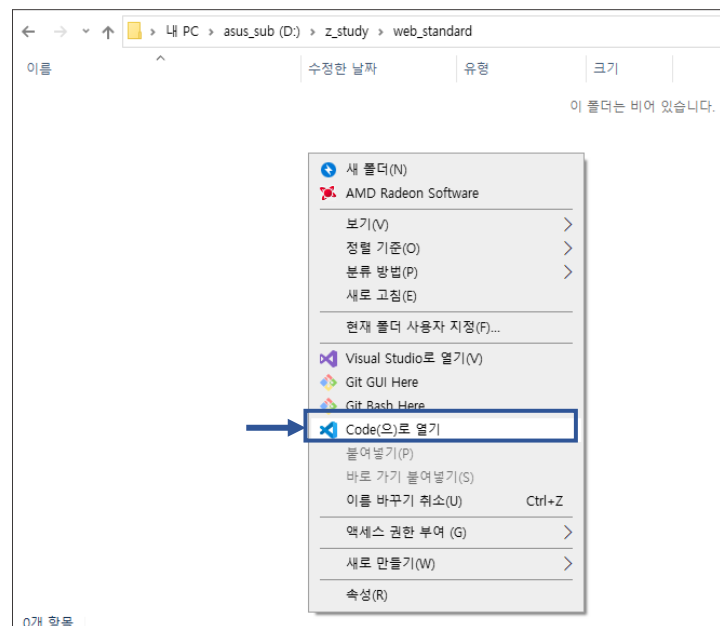 내 PC > asus_sub (D:) > z_study > web_standard
이름 수정한 날짜 유형 크기
이 폴더는 비어 있습니다.
새 폴더(N)
AMD Radeon Software
보기(V)
정렬 기준(O)
분류 방법(P)
새로 고침(E)
현재 폴더 사용자 지정(F)...
Visual Studio로 열기(V)
Git GUI Here
Git Bash Here
Code(으)로 열기
붙여넣기(P)
바로 가기 붙여넣기(S)
이름 바꾸기 취소(U) Ctrl+Z
액세스 권한 부여 (G)
새로 만들기(W)
속성(R)
0개 항목